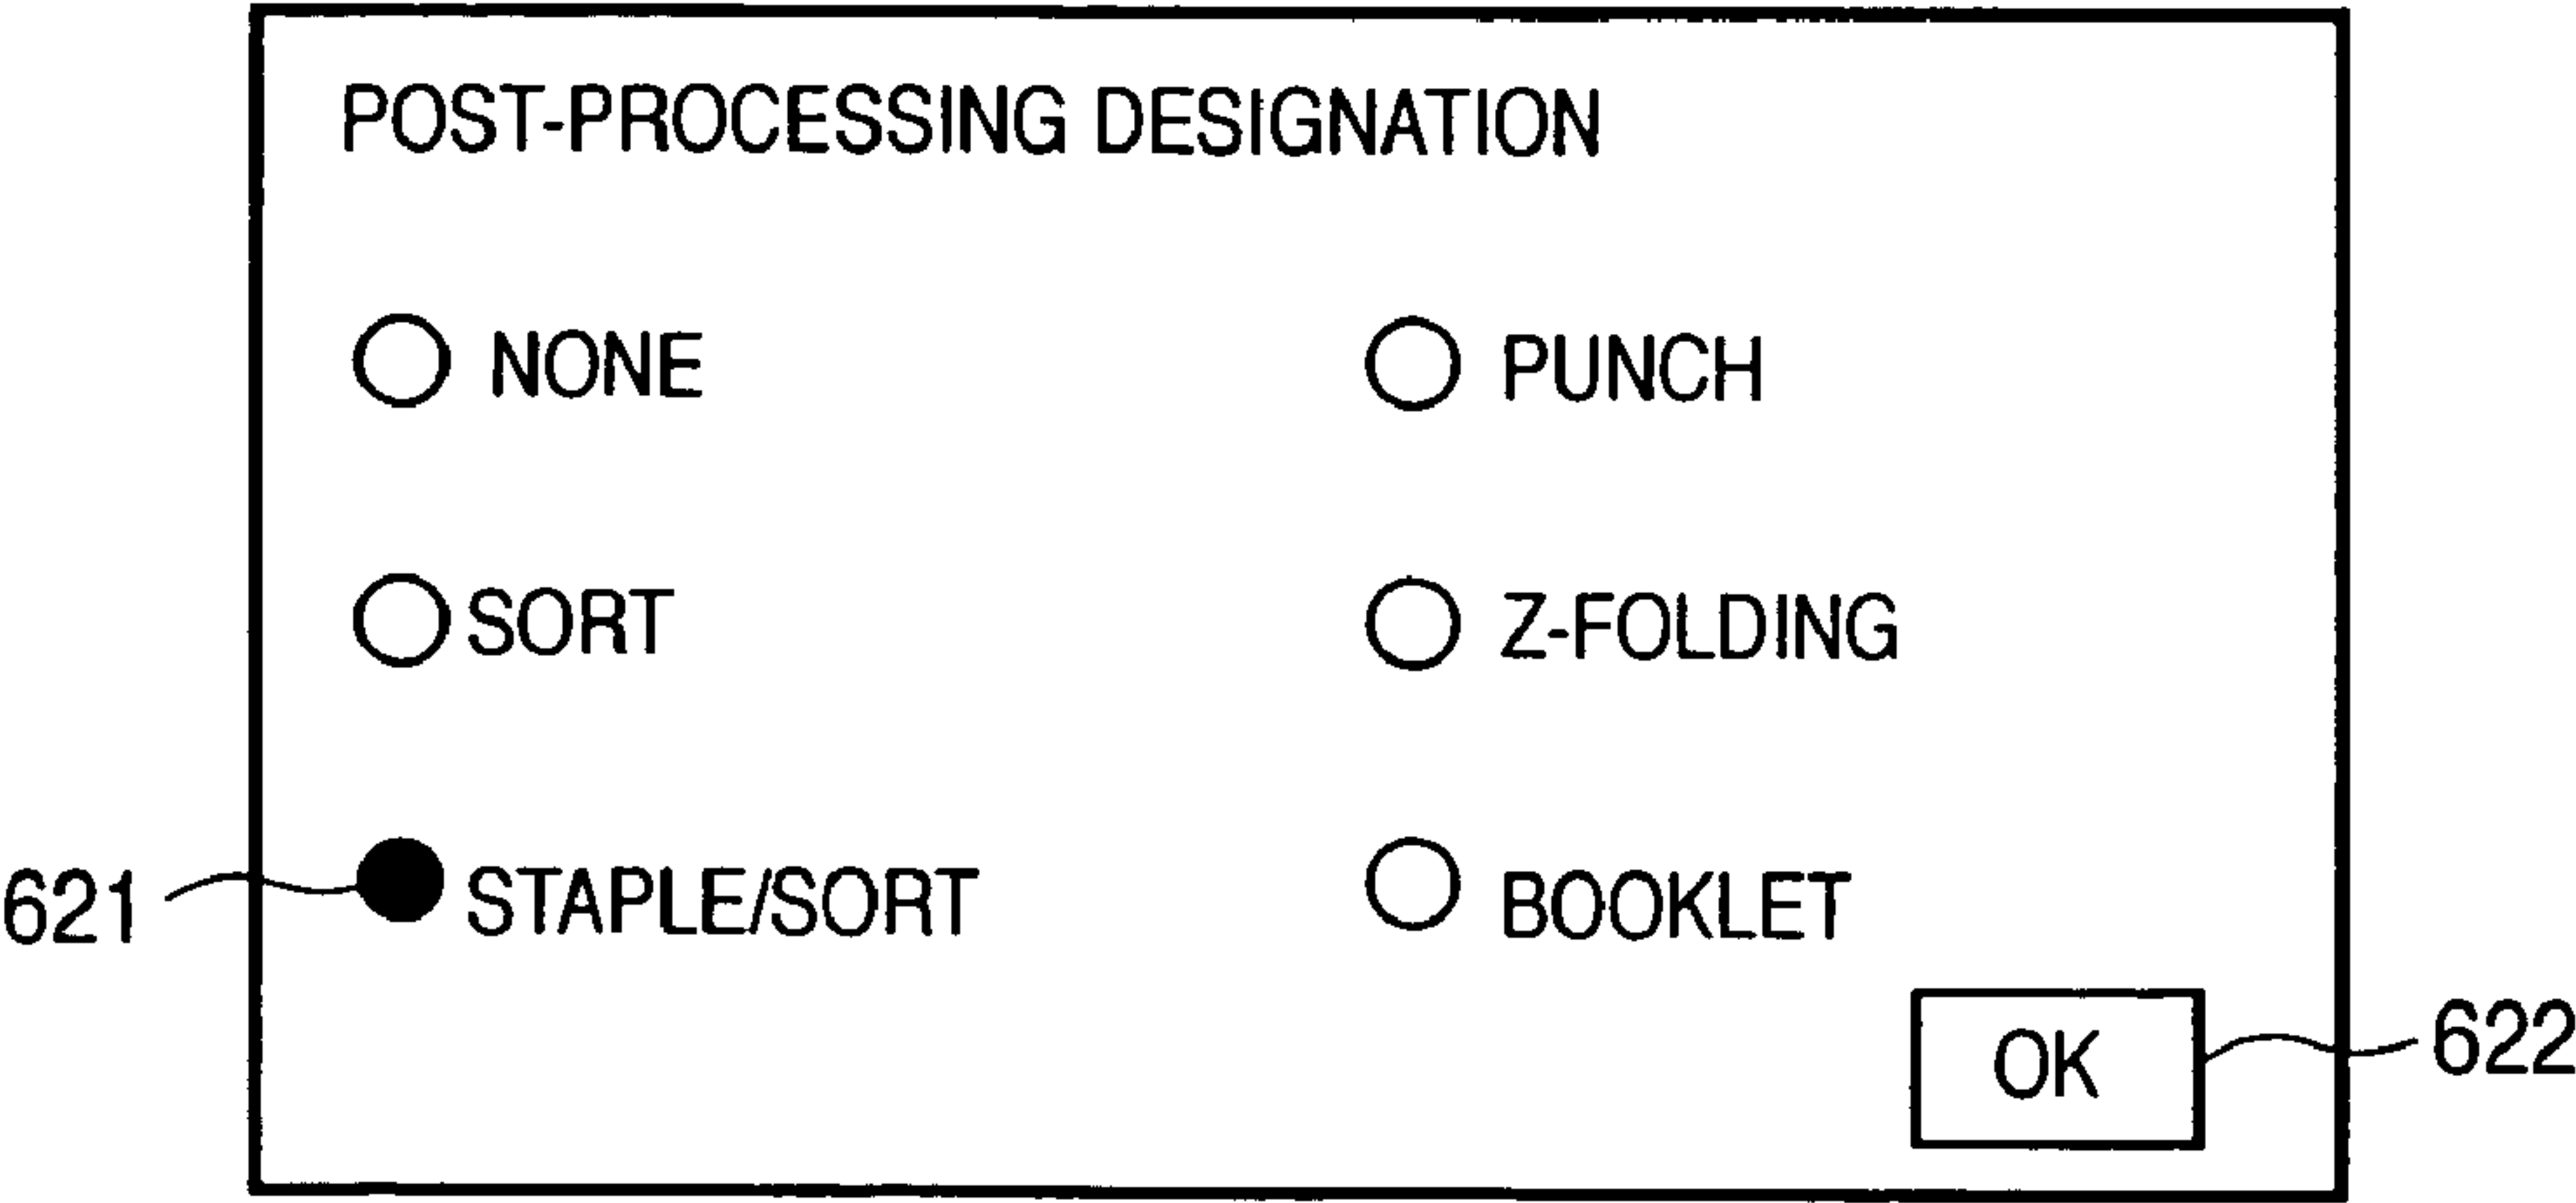 POST-PROCESSING DESIGNATION
NONE
PUNCH
SORT
Z-FOLDING
621
STAPLE/SORT
BOOKLET
OK
622